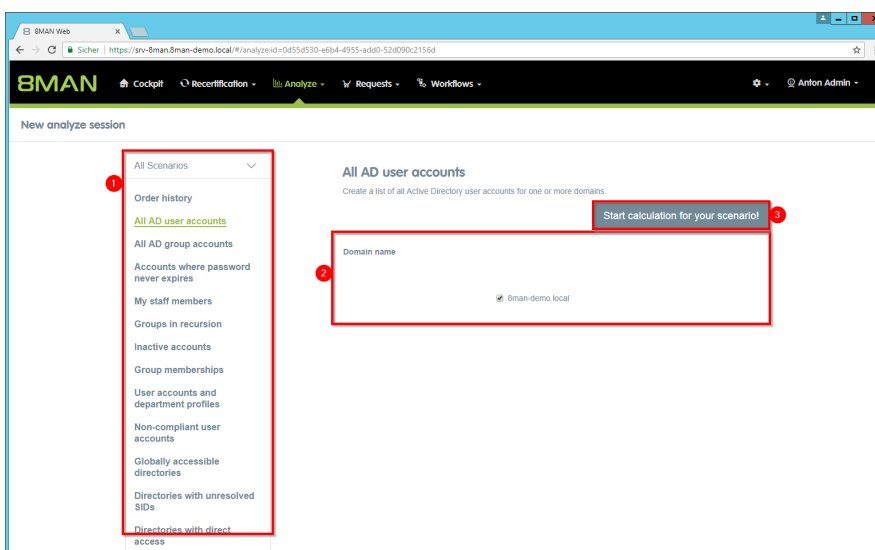 8MAN Web
Sicher | https://srv-8man.8man-demo.local/#/analyze;id=0d55d530-e6b4-4955-add0-52d090c2156d
8MAN Cockpit Recertification Analyze Requests Workflows Anton Admin
New analyze session
All Scenarios
1
Order history
All AD user accounts
All AD group accounts
Accounts where password
never expires
My staff members
Groups in recursion
Inactive accounts
Group memberships
User accounts and
department profiles
Non-compliant user
accounts
Globally accessible
directories
Directories with unresolved
SIDs
Directories with direct
access
All AD user accounts
Create a list of all Active Directory user accounts for one or more domains.
Start calculation for your scenario!
3
Domain name
2
8man-demo.local